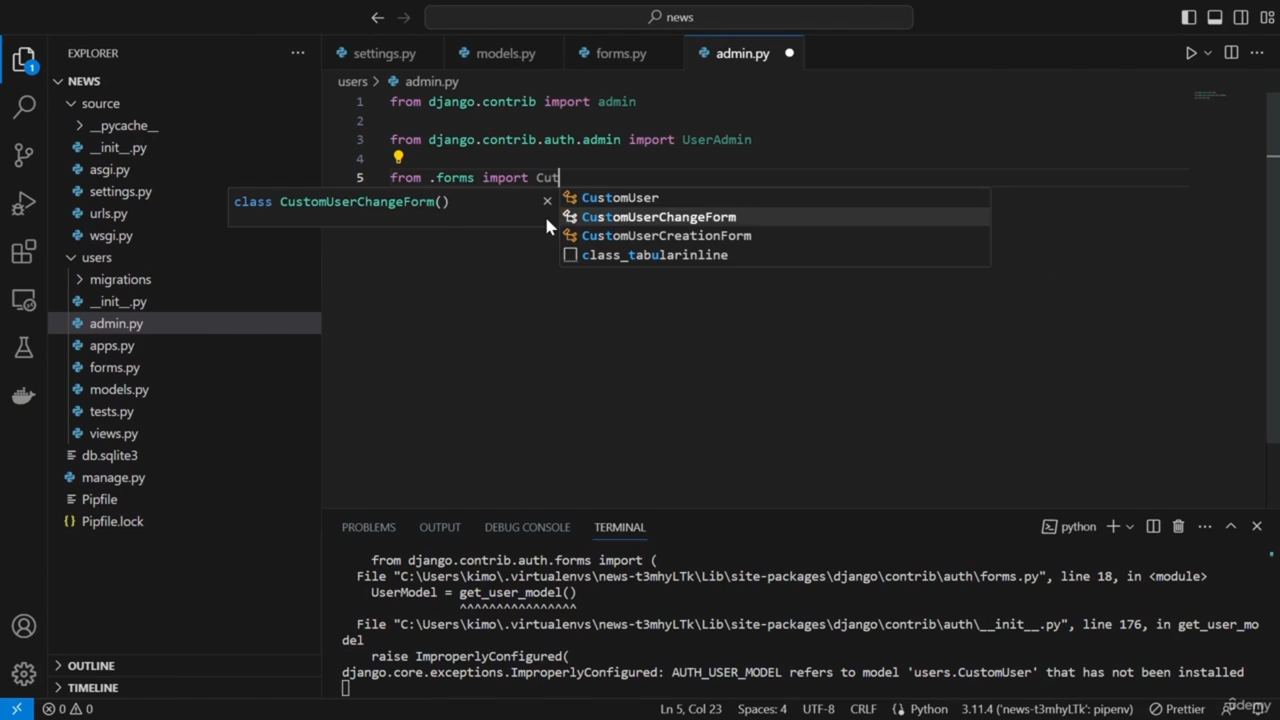 news
EXPLORER
settings.py
models.py
forms.py
admin.py
NEWS
users
admin.py
source
1 from django.contrib import admin
__pycache__
2
__init__.py
3 from django.contrib.auth.admin import UserAdmin
asgi.py
4
settings.py
5 from .forms import Cut
urls.py
class CustomUserChangeForm()
CustomUser
CustomUserChangeForm
CustomUserCreationForm
class_tabularinline
wsgi.py
users
migrations
__init__.py
admin.py
apps.py
forms.py
models.py
tests.py
views.py
db.sqlite3
manage.py
Pipfile
Pipfile.lock
OUTLINE
TIMELINE
PROBLEMS
OUTPUT
DEBUG CONSOLE
TERMINAL
python
from django.contrib.auth.forms import (
File "C:\Users\kimo\.virtualenvs\news-t3mhyLTk\Lib\site-packages\django\contrib\auth\forms.py", line 18, in <module>
UserModel = get_user_model()
^^^^^^^^^^^^^^^^
File "C:\Users\kimo\.virtualenvs\news-t3mhyLTk\Lib\site-packages\django\contrib\auth\__init__.py", line 176, in get_user_mo
del
raise ImproperlyConfigured(
django.core.exceptions.ImproperlyConfigured: AUTH_USER_MODEL refers to model 'users.CustomUser' that has not been installed
1
0 0
Ln 5, Col 23
Spaces: 4
UTF-8
CRLF
Python
3.11.4 ('news-t3mhyLTk': pipenv)
Prettier
Udemy